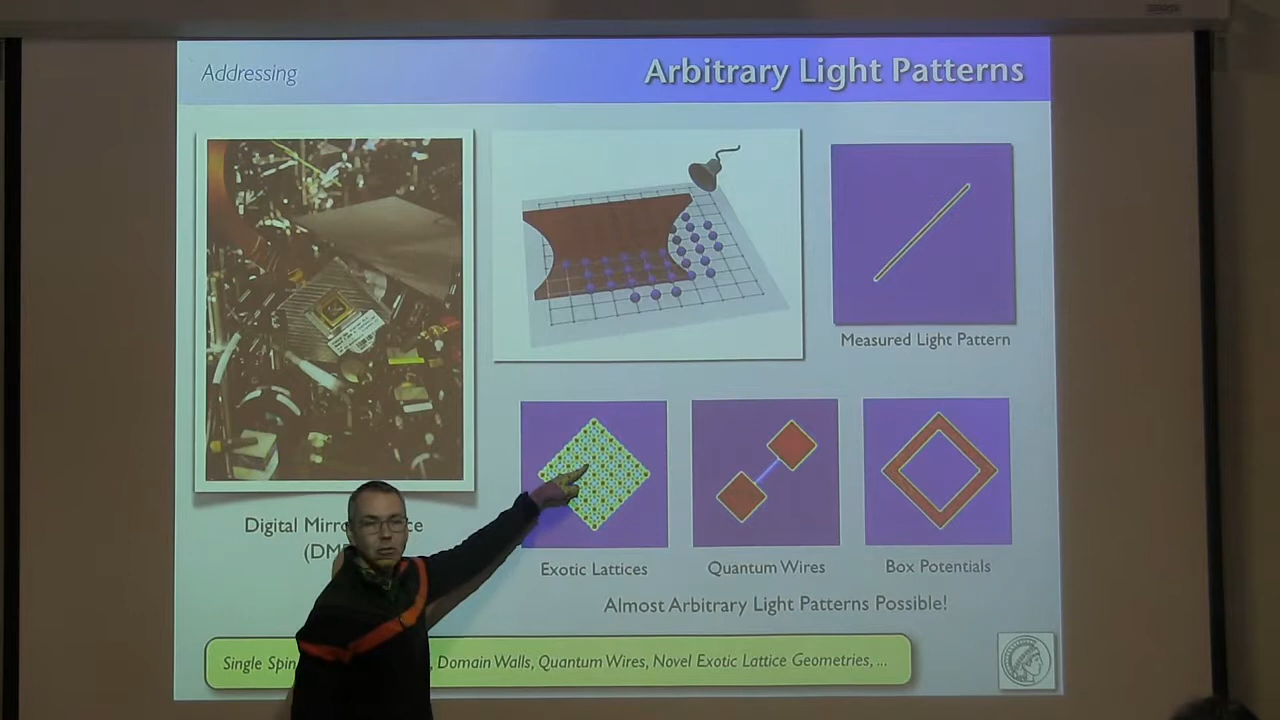 Addressing
Arbitrary Light Patterns
Measured Light Pattern
Digital
(DM
Exotic Lattices
Quantum Wires
Box Potentials
Almost Arbitrary Light Patterns Possible!
Single Spin , Domain Walls, Quantum Wires, Novel Exotic Lattice Geometries, ...